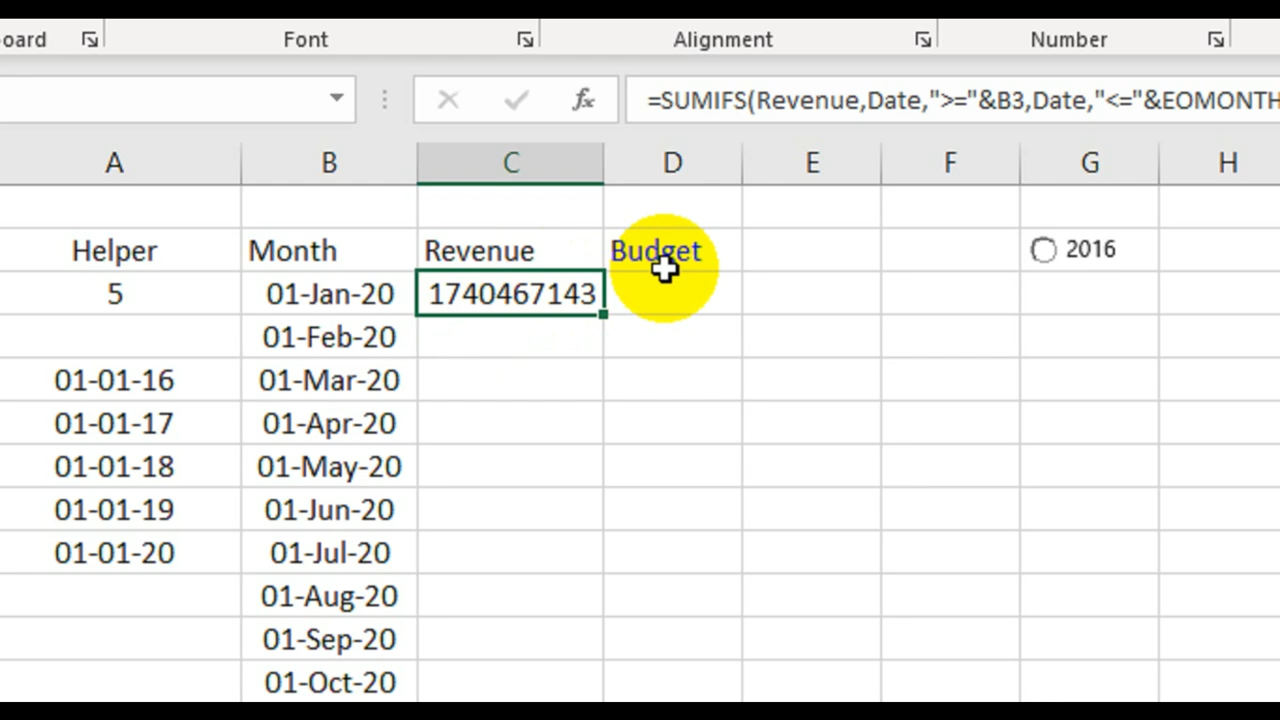 oard Font Alignment Number
fx =SUMIFS(Revenue,Date,">="&B3,Date,"<="&EOMONTH
A B C D E F G H
Helper Month Revenue Budget 2016
5 01-Jan-20 1740467143
01-Feb-20
01-01-16 01-Mar-20
01-01-17 01-Apr-20
01-01-18 01-May-20
01-01-19 01-Jun-20
01-01-20 01-Jul-20
01-Aug-20
01-Sep-20
01-Oct-20